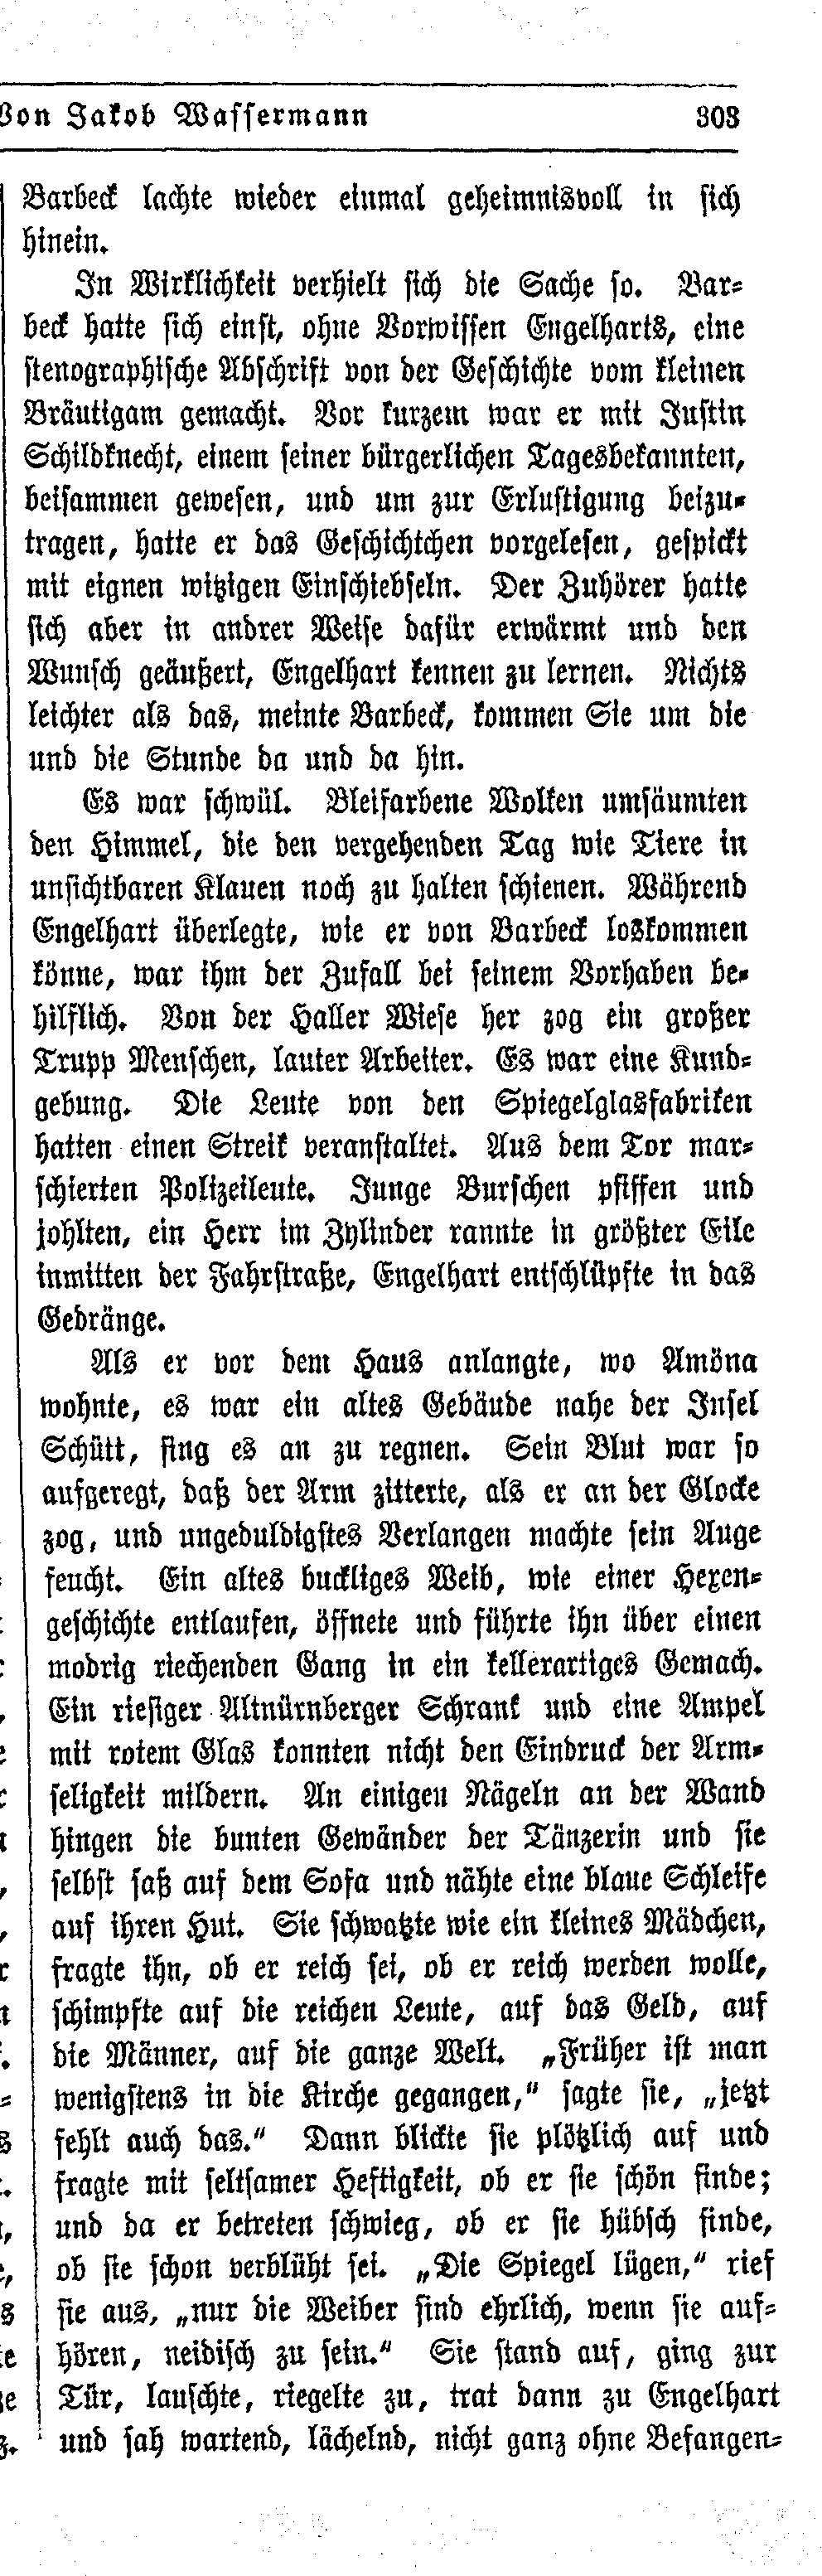 Von Jakob Wassermann 303
Barbeck lachte wieder einmal geheimnisvoll in sich
hinein.
In Wirklichkeit verhielt sich die Sache so. Bar-
beck hatte sich einst, ohne Vorwissen Engelharts, eine
stenographische Abschrift von der Geschichte vom kleinen
Bräutigam gemacht. Vor kurzem war er mit Justin
Schildknecht, einem seiner bürgerlichen Tagesbekannten,
beisammen gewesen, und um zur Erlustigung beizu-
tragen, hatte er das Geschichtchen vorgelesen, gespickt
mit eignen witzigen Einschiebseln. Der Zuhörer hatte
sich aber in andrer Weise dafür erwärmt und den
Wunsch geäußert, Engelhart kennen zu lernen. Nichts
leichter als das, meinte Barbeck, kommen Sie um die
und die Stunde da und da hin.
Es war schwül. Bleifarbene Wolken umsäumten
den Himmel, die den vergehenden Tag wie Tiere in
unsichtbaren Klauen noch zu halten schienen. Während
Engelhart überlegte, wie er von Barbeck loskommen
könne, war ihm der Zufall bei seinem Vorhaben be-
hilflich. Von der Haller Wiese her zog ein großer
Trupp Menschen, lauter Arbeiter. Es war eine Kund-
gebung. Die Leute von den Spiegelglasfabriken
hatten einen Streik veranstaltet. Aus dem Tor mar-
schierten Polizeileute. Junge Burschen pfiffen und
johlten, ein Herr im Zylinder rannte in größter Eile
inmitten der Fahrstraße, Engelhart entschlüpfte in das
Gedränge.
Als er vor dem Haus anlangte, wo Amöna
wohnte, es war ein altes Gebäude nahe der Insel
Schütt, fing es an zu regnen. Sein Blut war so
aufgeregt, daß der Arm zitterte, als er an der Glocke
zog, und ungeduldigstes Verlangen machte sein Auge
feucht. Ein altes buckliges Weib, wie einer Hexen-
geschichte entlaufen, öffnete und führte ihn über einen
modrig riechenden Gang in ein kellerartiges Gemach.
Ein riesiger Altnürnberger Schrank und eine Ampel
mit rotem Glas konnten nicht den Eindruck der Arm-
seligkeit mildern. An einigen Nägeln an der Wand
hingen die bunten Gewänder der Tänzerin und sie
selbst saß auf dem Sofa und nähte eine blaue Schleife
auf ihren Hut. Sie schwatzte wie ein kleines Mädchen,
fragte ihn, ob er reich sei, ob er reich werden wolle,
schimpfte auf die reichen Leute, auf das Geld, auf
die Männer, auf die ganze Welt. „Früher ist man
wenigstens in die Kirche gegangen,“ sagte sie, „jetzt
fehlt auch das.“ Dann blickte sie plötzlich auf und
fragte mit seltsamer Heftigkeit, ob er sie schön finde;
und da er betreten schwieg, ob er sie hübsch finde,
ob sie schon verblüht sei. „Die Spiegel lügen,“ rief
sie aus, „nur die Weiber sind ehrlich, wenn sie auf-
hören, neidisch zu sein.“ Sie stand auf, ging zur
Tür, lauschte, riegelte zu, trat dann zu Engelhart
und sah wartend, lächelnd, nicht ganz ohne Befangen-